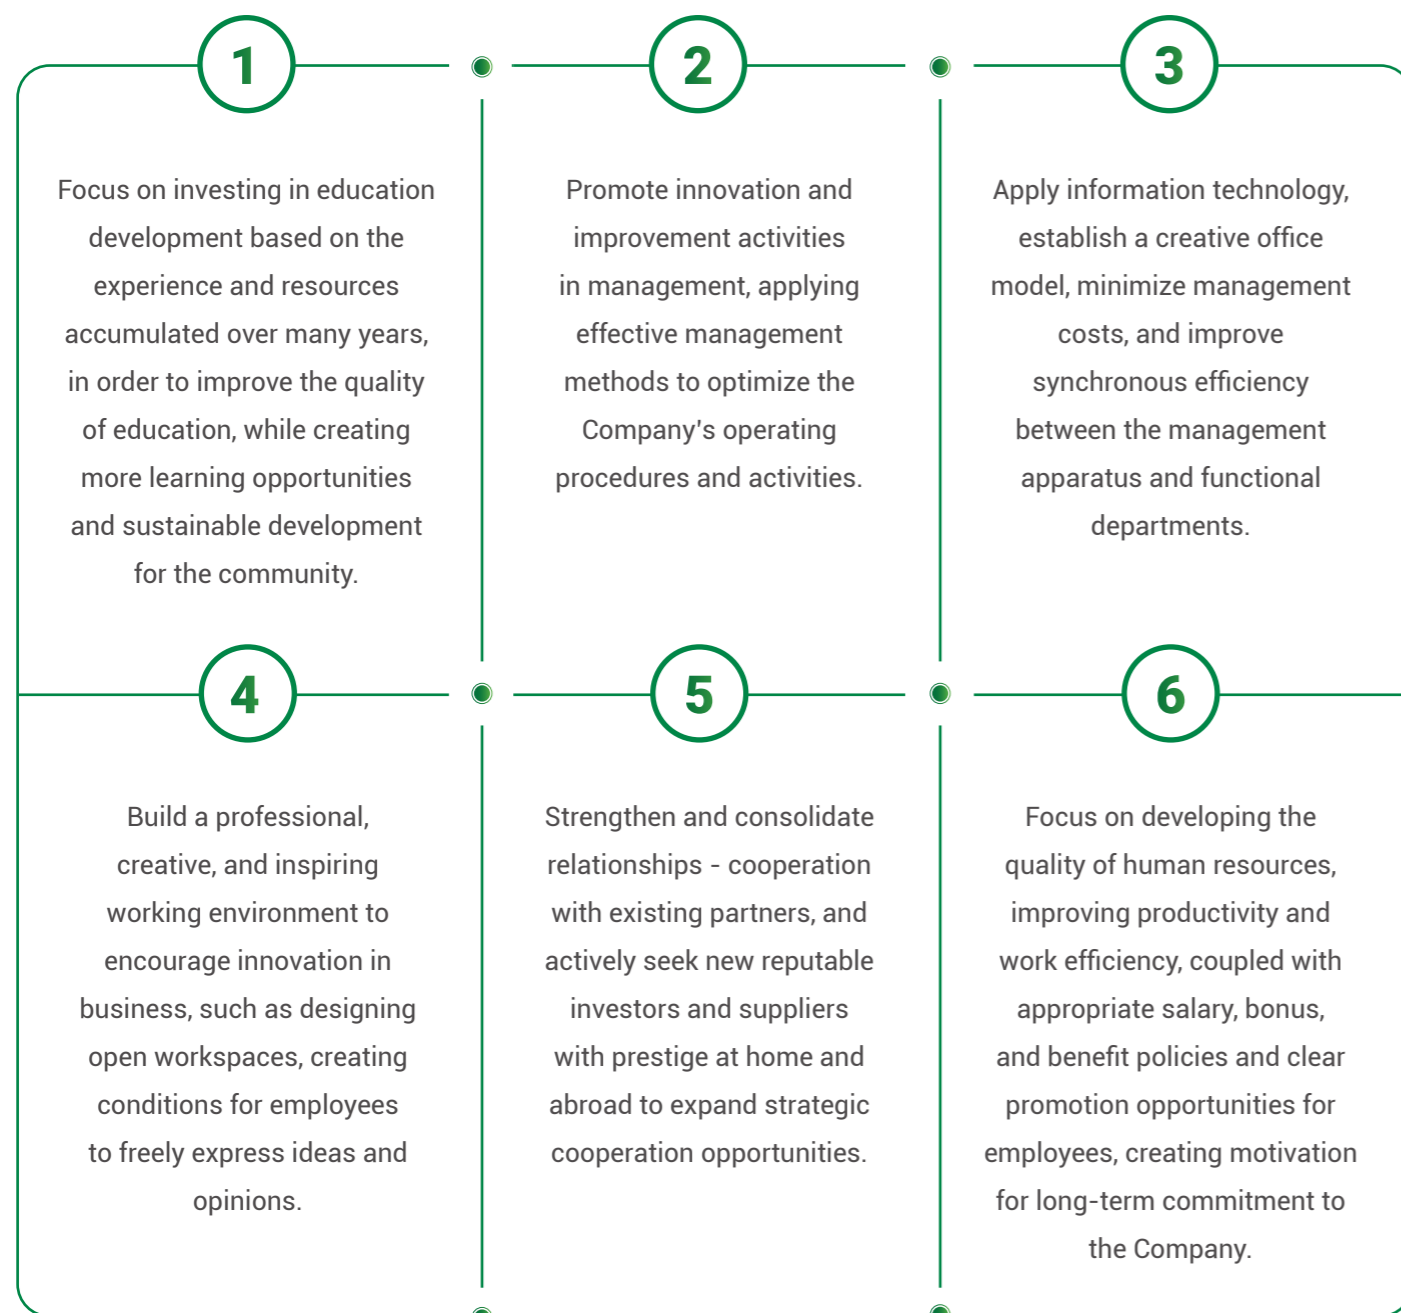 1
Focus on investing in education
development based on the
experience and resources
accumulated over many years,
in order to improve the quality
of education, while creating
more learning opportunities
and sustainable development
for the community.
2
Promote innovation and
improvement activities
in management, applying
effective management
methods to optimize the
Company's operating
procedures and activities.
3
Apply information technology,
establish a creative office
model, minimize management
costs, and improve
synchronous efficiency
between the management
apparatus and functional
departments.
4
Build a professional,
creative, and inspiring
working environment to
encourage innovation in
business, such as designing
open workspaces, creating
conditions for employees
to freely express ideas and
opinions.
5
Strengthen and consolidate
relationships - cooperation
with existing partners, and
actively seek new reputable
investors and suppliers
with prestige at home and
abroad to expand strategic
cooperation opportunities.
6
Focus on developing the
quality of human resources,
improving productivity and
work efficiency, coupled with
appropriate salary, bonus,
and benefit policies and clear
promotion opportunities for
employees, creating motivation
for long-term commitment to
the Company.